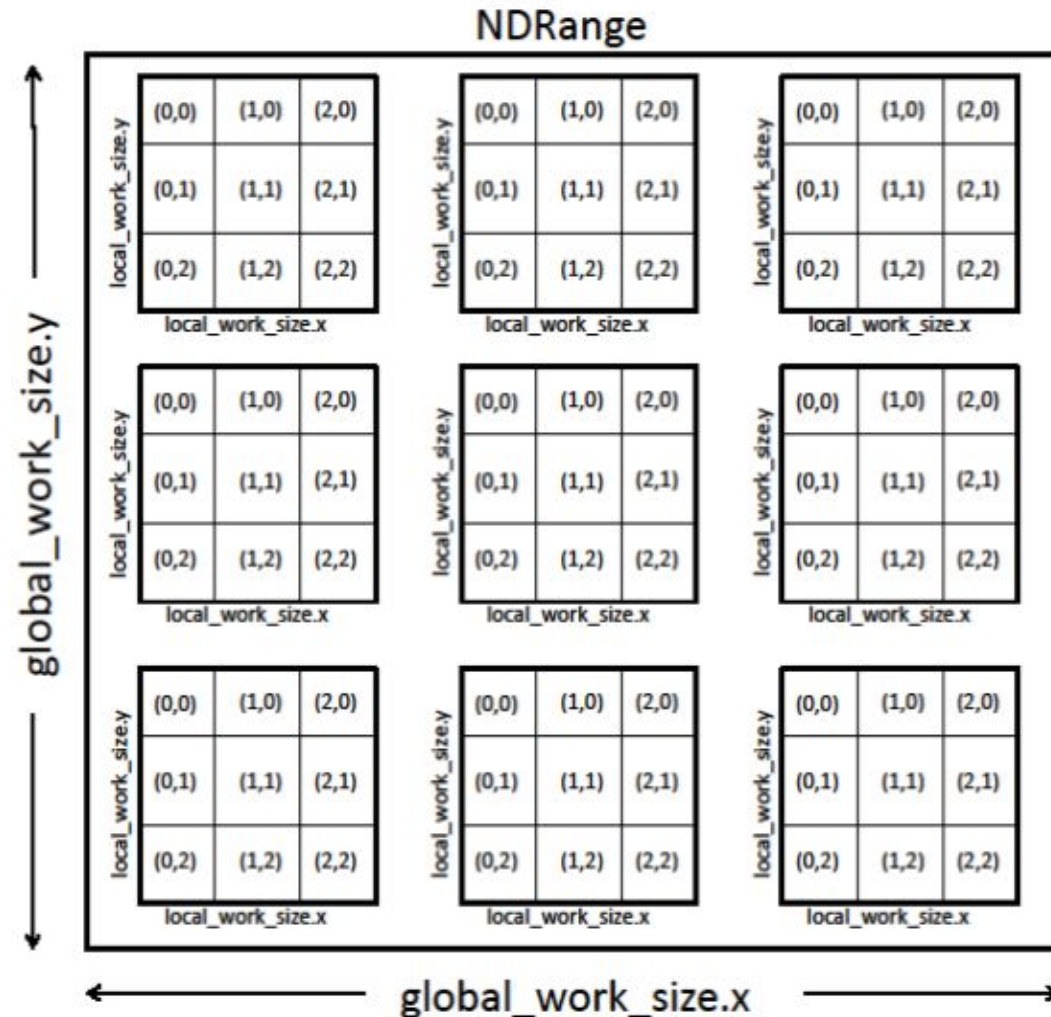 NDRange
global_work_size.y
local_work_size.y
(0,0) (1,0) (2,0)
(0,1) (1,1) (2,1)
(0,2) (1,2) (2,2)
local_work_size.x
local_work_size.y
(0,0) (1,0) (2,0)
(0,1) (1,1) (2,1)
(0,2) (1,2) (2,2)
local_work_size.x
local_work_size.y
(0,0) (1,0) (2,0)
(0,1) (1,1) (2,1)
(0,2) (1,2) (2,2)
local_work_size.x
local_work_size.y
(0,0) (1,0) (2,0)
(0,1) (1,1) (2,1)
(0,2) (1,2) (2,2)
local_work_size.x
local_work_size.y
(0,0) (1,0) (2,0)
(0,1) (1,1) (2,1)
(0,2) (1,2) (2,2)
local_work_size.x
local_work_size.y
(0,0) (1,0) (2,0)
(0,1) (1,1) (2,1)
(0,2) (1,2) (2,2)
local_work_size.x
local_work_size.y
(0,0) (1,0) (2,0)
(0,1) (1,1) (2,1)
(0,2) (1,2) (2,2)
local_work_size.x
local_work_size.y
(0,0) (1,0) (2,0)
(0,1) (1,1) (2,1)
(0,2) (1,2) (2,2)
local_work_size.x
local_work_size.y
(0,0) (1,0) (2,0)
(0,1) (1,1) (2,1)
(0,2) (1,2) (2,2)
local_work_size.x
global_work_size.x